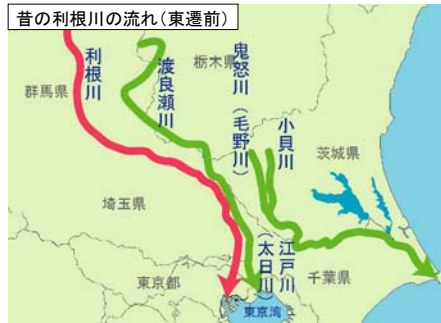 昔の利根川の流れ（東遷前）
利根川
渡良瀬川
栃木県
鬼怒川（毛野川）
小貝川
群馬県
茨城県
埼玉県
江戸川
（太日川）
東京都
千葉県
東京湾